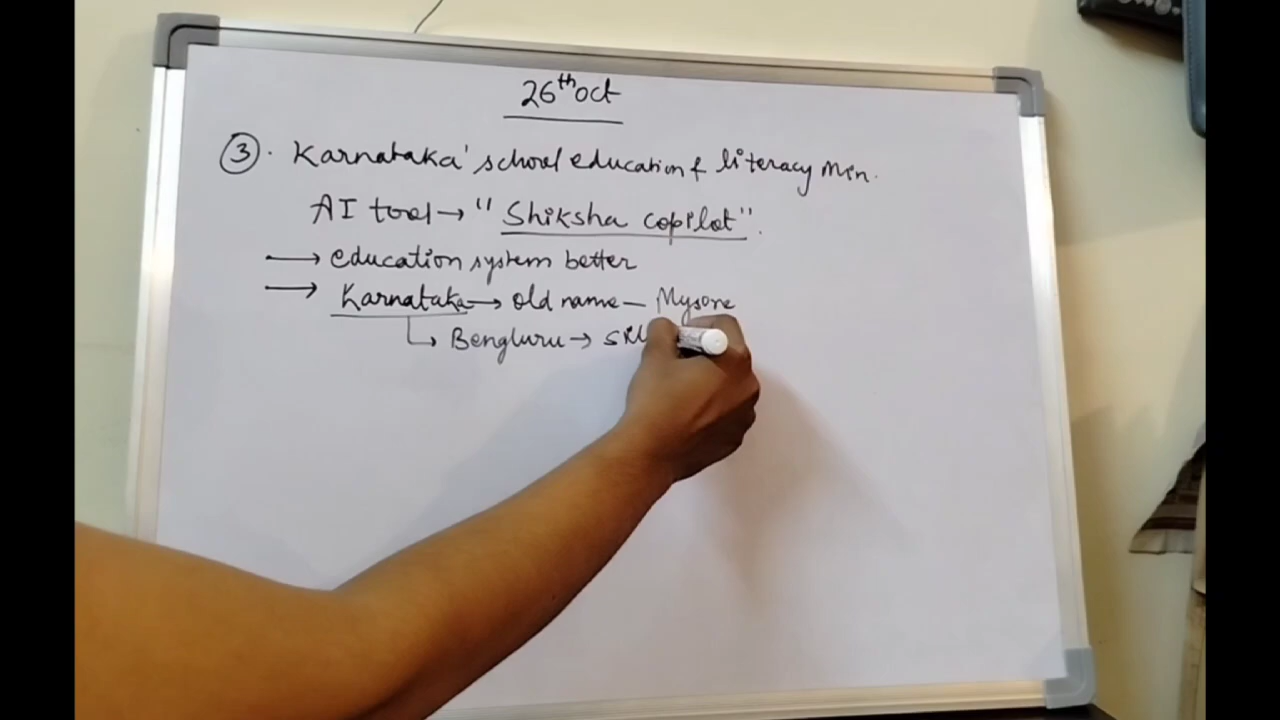 26th Oct
③. Karnataka' school education & literacy Min.
AI tool → "Shiksha copilot".
→ education system better
→ Karnataka → old name - Mysore
↳ Bengluru →